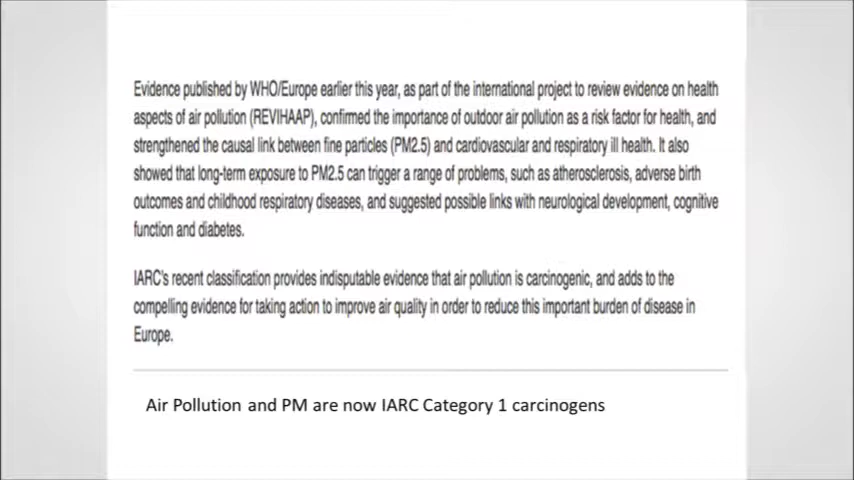 Evidence published by WHO/Europe earlier this year, as part of the international project to review evidence on health
aspects of air pollution (REVIHAAP), confirmed the importance of outdoor air pollution as a risk factor for health, and
strengthened the causal link between fine particles (PM2.5) and cardiovascular and respiratory ill health. It also
showed that long-term exposure to PM2.5 can trigger a range of problems, such as atherosclerosis, adverse birth
outcomes and childhood respiratory diseases, and suggested possible links with neurological development, cognitive
function and diabetes.
IARC's recent classification provides indisputable evidence that air pollution is carcinogenic, and adds to the
compelling evidence for taking action to improve air quality in order to reduce this important burden of disease in
Europe.
Air Pollution and PM are now IARC Category 1 carcinogens